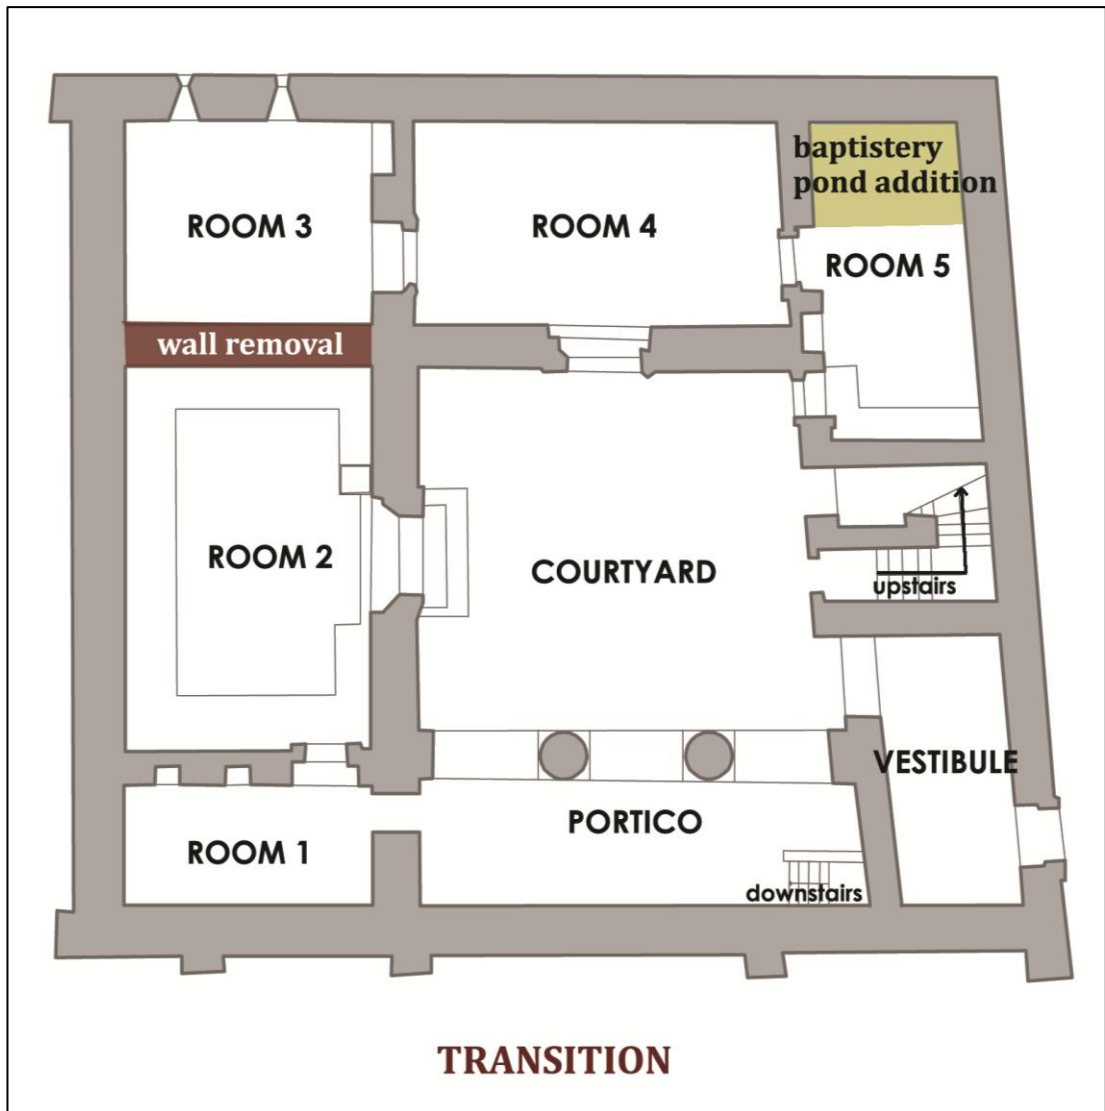 baptistery
pond addition
ROOM 3
ROOM 4
ROOM 5
wall removal
ROOM 2
COURTYARD
upstairs
VESTIBULE
PORTICO
ROOM 1
downstairs
TRANSITION